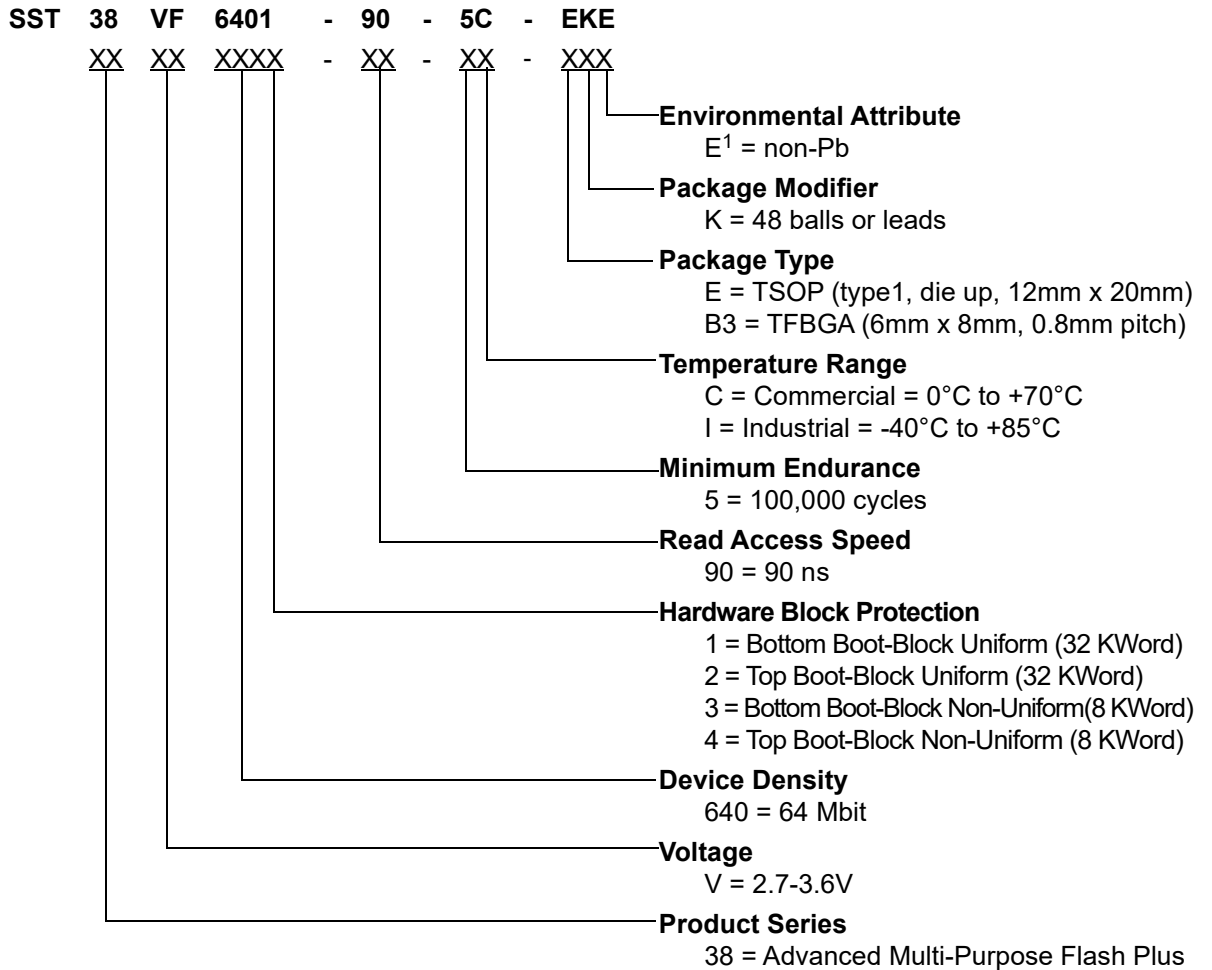 SST 38 VF 6401 - 90 - 5C - EKE
XX XX XXXX - XX - XX - XXX
Environmental Attribute
E1 = non-Pb
Package Modifier
K = 48 balls or leads
Package Type
E = TSOP (type1, die up, 12mm x 20mm)
B3 = TFBGA (6mm x 8mm, 0.8mm pitch)
Temperature Range
C = Commercial = 0°C to +70°C
I = Industrial = -40°C to +85°C
Minimum Endurance
5 = 100,000 cycles
Read Access Speed
90 = 90 ns
Hardware Block Protection
1 = Bottom Boot-Block Uniform (32 KWord)
2 = Top Boot-Block Uniform (32 KWord)
3 = Bottom Boot-Block Non-Uniform(8 KWord)
4 = Top Boot-Block Non-Uniform (8 KWord)
Device Density
640 = 64 Mbit
Voltage
V = 2.7-3.6V
Product Series
38 = Advanced Multi-Purpose Flash Plus